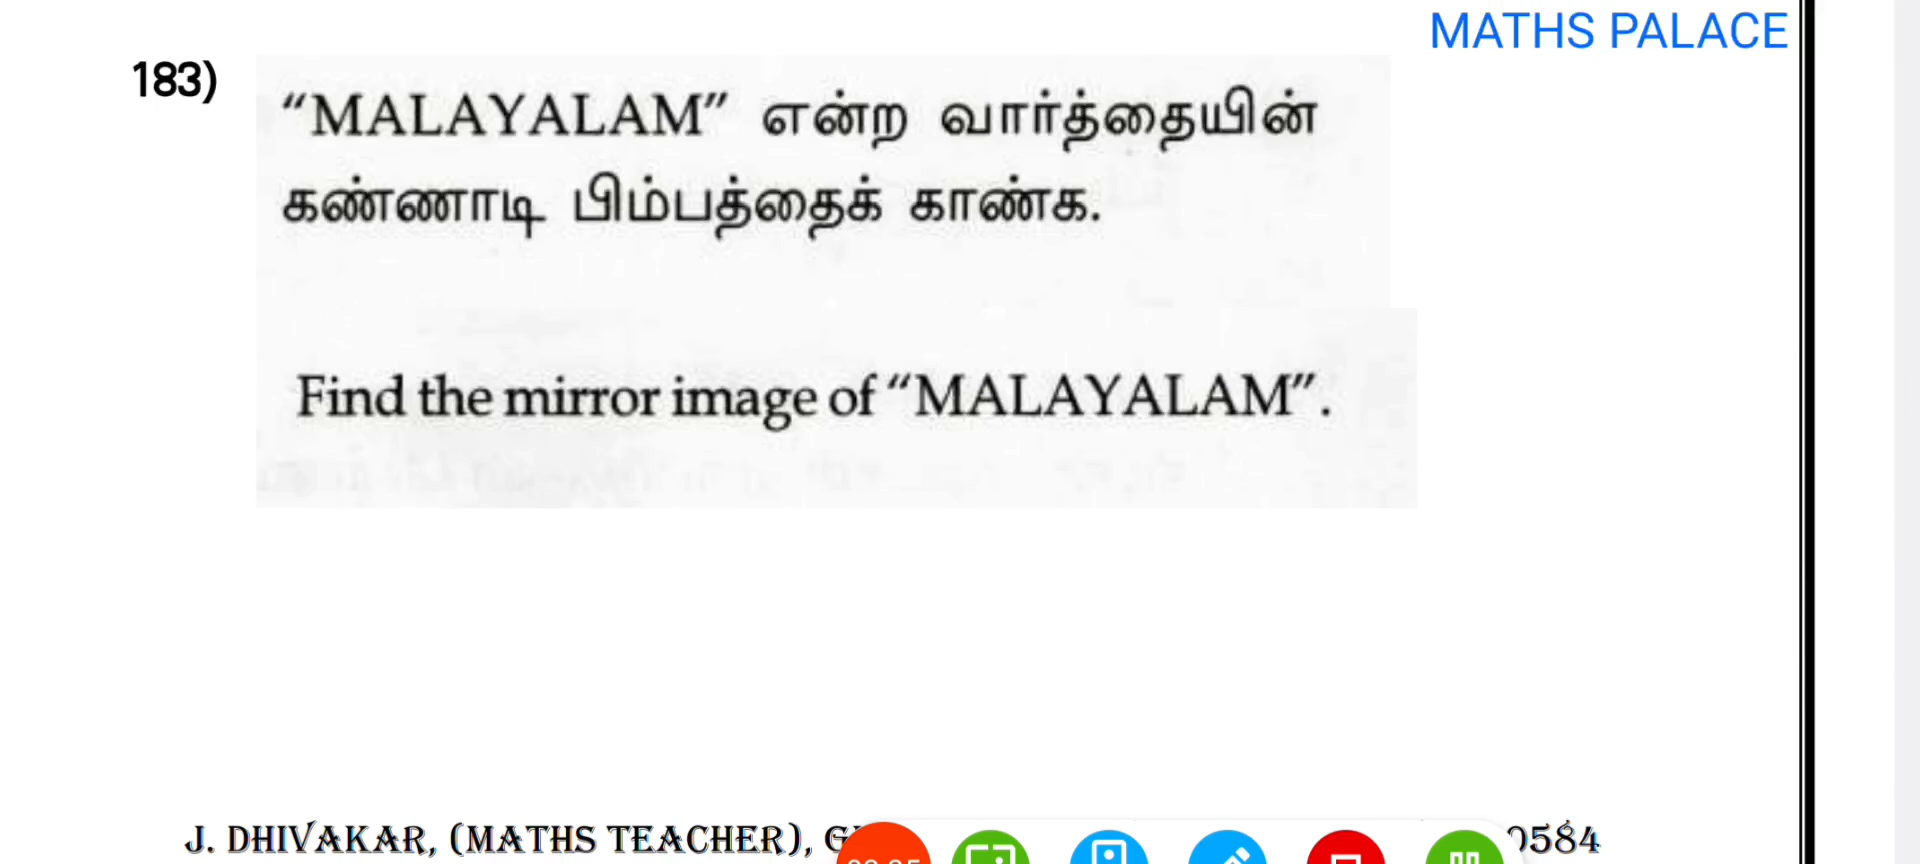 MATHS PALACE
183)
“MALAYALAM” என்ற வார்த்தையின்
கண்ணாடி பிம்பத்தைக் காண்க.
Find the mirror image of “MALAYALAM”.
J. DHIVAKAR, (MATHS TEACHER),